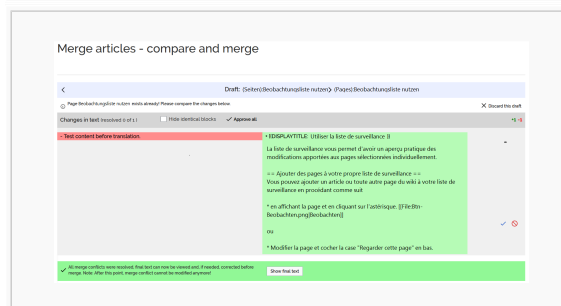 Merge articles - compare and merge
Draft: (Seiten)Beobachtungsliste nutzen> (Pages):Beobachtungsliste nutzen
Page Beobachtungsliste nutzen exists already! Please compare the changes below.
Discard this draft
Changes in text (resolved 0 of 1) Hide identical blocks Approve all:
- Test content before translation.
Utiliser la liste de surveillance
La liste de surveillance vous permet d'avoir un aperçu pratique des
modifications apportées aux pages sélectionnées individuellement.
== Ajouter des pages à votre propre liste de surveillance ==
Vous pouvez ajouter un article ou toute autre page du wiki à votre liste de
surveillance en procédant comme suit
* en affichant la page et en cliquant sur l'astérisque. [[File:Btn-
Beobachten.png|Beobachten]]
ou
* Modifier la page et cocher la case "Regarder cette page" en bas.
All merge conflicts were resolved, final text can now be viewed and, if needed, corrected before
merge. Note: After this point, merge conflict cannot be modified anymore!
Show final text